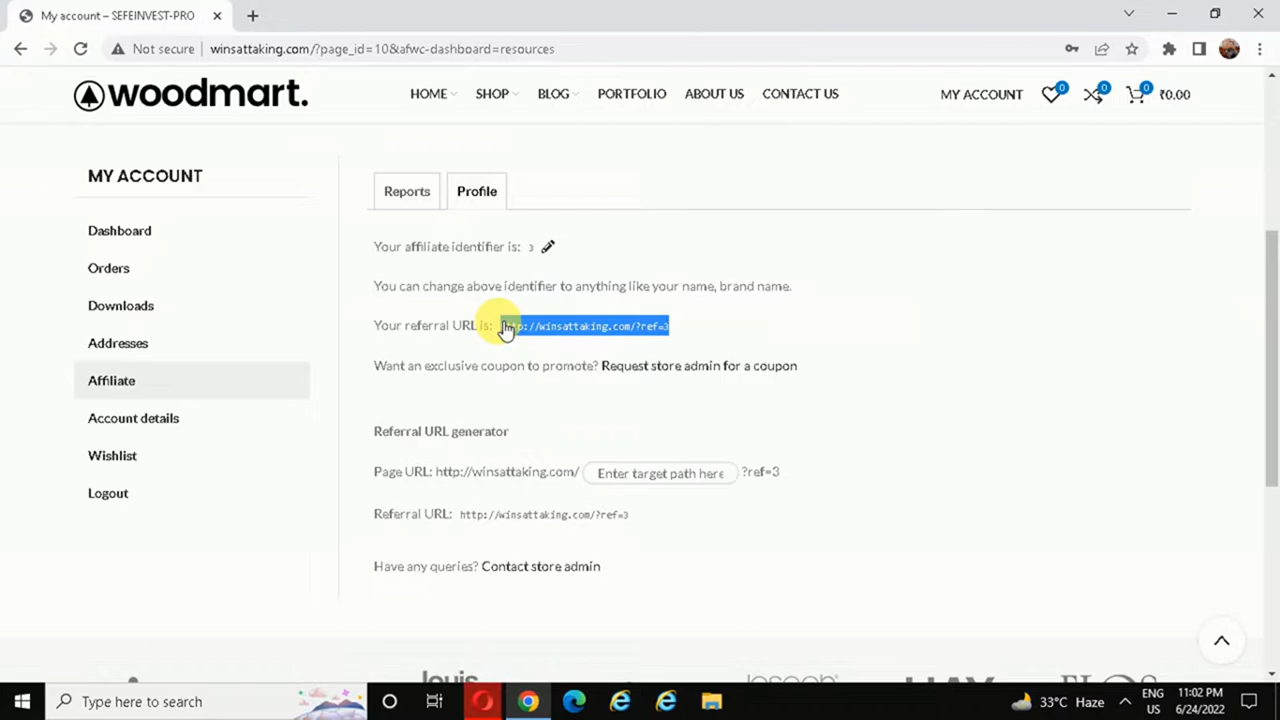 My account – SEFEINVEST-PRO
Not secure winsattaking.com/?page_id=10&afwc-dashboard=resources
woodmart. HOME SHOP BLOG PORTFOLIO ABOUT US CONTACT US MY ACCOUNT 0 0 0 ₹0.00
MY ACCOUNT
Dashboard
Orders
Downloads
Addresses
Affiliate
Account details
Wishlist
Logout
Reports Profile
Your affiliate identifier is: 3
You can change above identifier to anything like your name, brand name.
Your referral URL is: http://winsattaking.com/?ref=3
Want an exclusive coupon to promote? Request store admin for a coupon
Referral URL generator
Page URL: http://winsattaking.com/ Enter target path here ?ref=3
Referral URL: http://winsattaking.com/?ref=3
Have any queries? Contact store admin
louis
Type here to search 33°C Haze ENG US 11:02 PM 6/24/2022